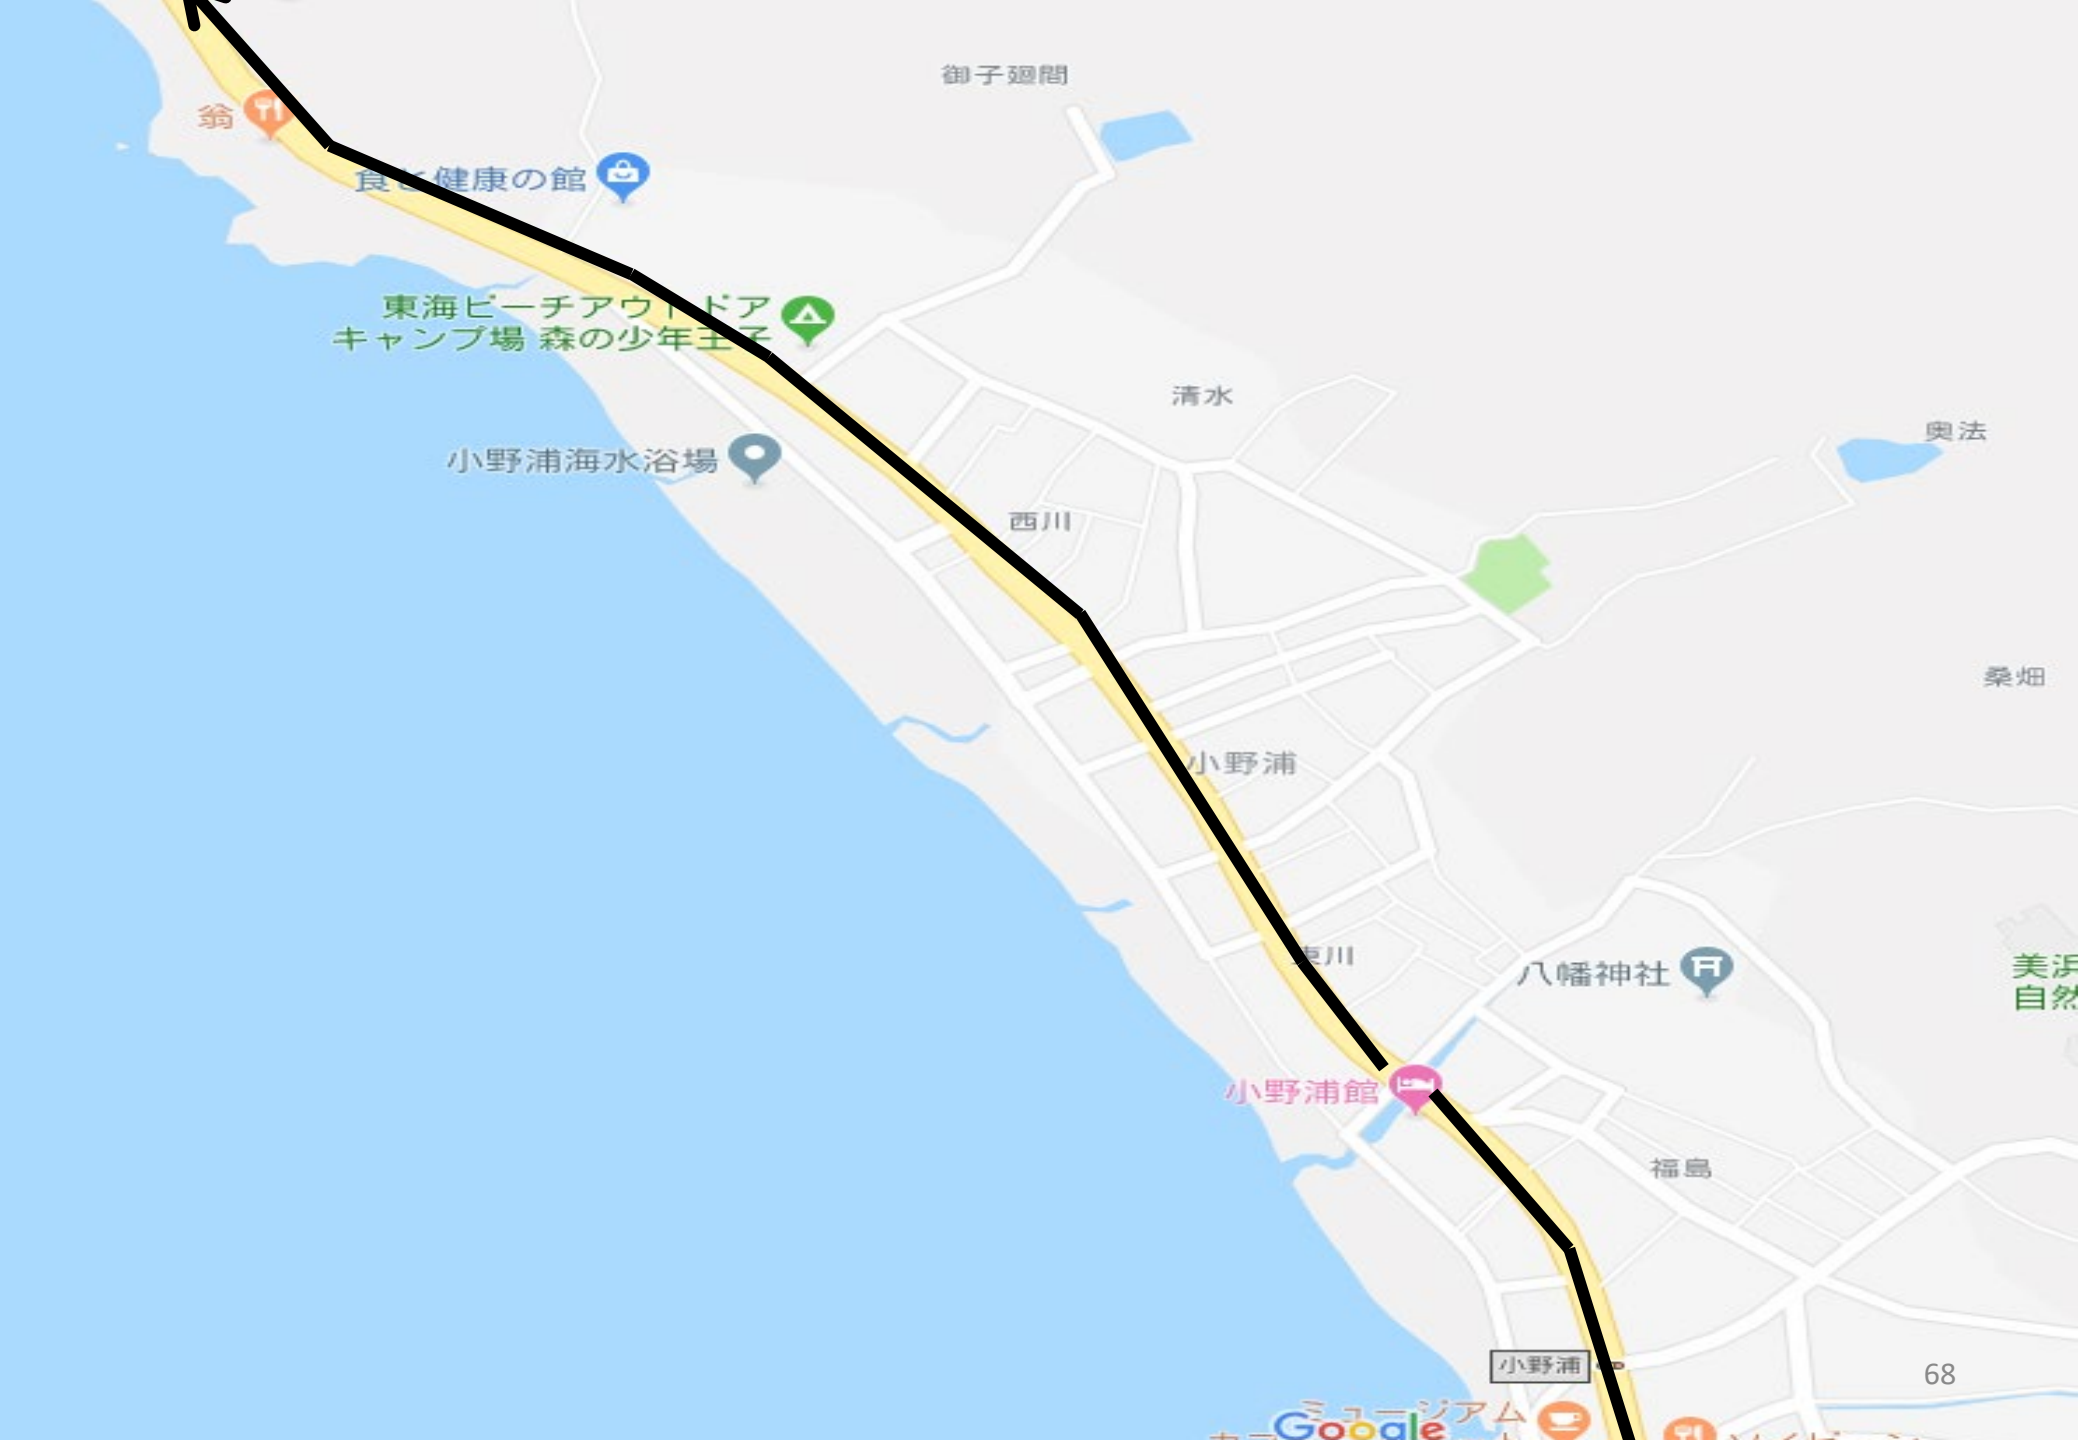 御子廻間
翁
食と健康の館
東海ビーチアウトドア
キャンプ場 森の少年王子
清水
奥法
小野浦海水浴場
西川
桑畑
小野浦
東川
八幡神社
美浜
自然
小野浦館
福島
小野浦
68
ミュージアム
Google